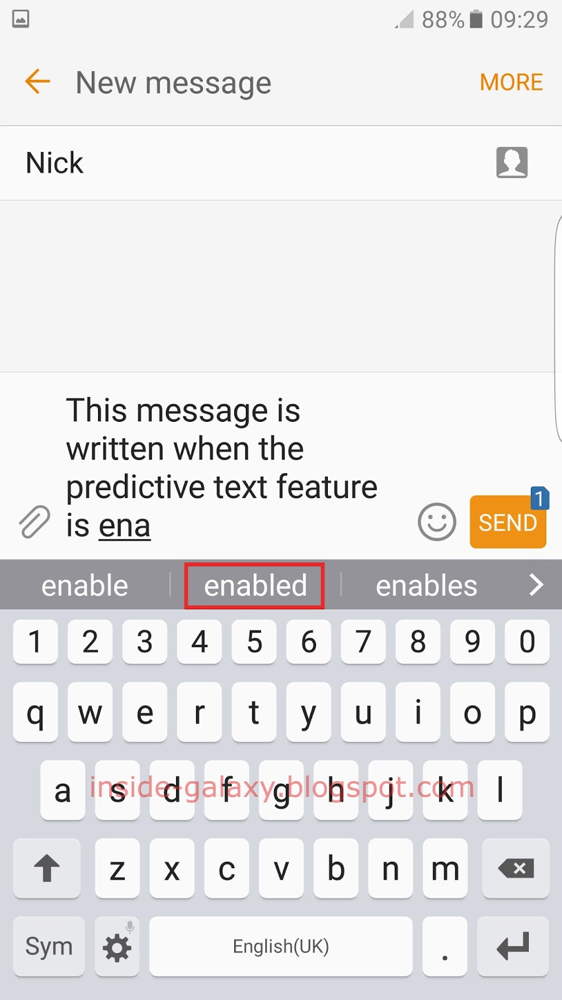 88% 09:29
New message MORE
Nick
This message is
written when the
predictive text feature
is ena
1
SEND
enable enabled enables
1 2 3 4 5 6 7 8 9 0
q w e r t y u i o p
a s d f g h j k l
inside-galaxy.blogspot.com
z x c v b n m
Sym English(UK) .